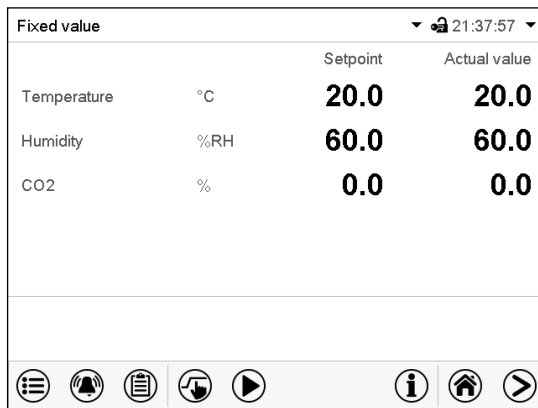 Fixed value 21:37:57
Setpoint Actual value
Temperature °C 20.0 20.0
Humidity %RH 60.0 60.0
CO2 % 0.0 0.0